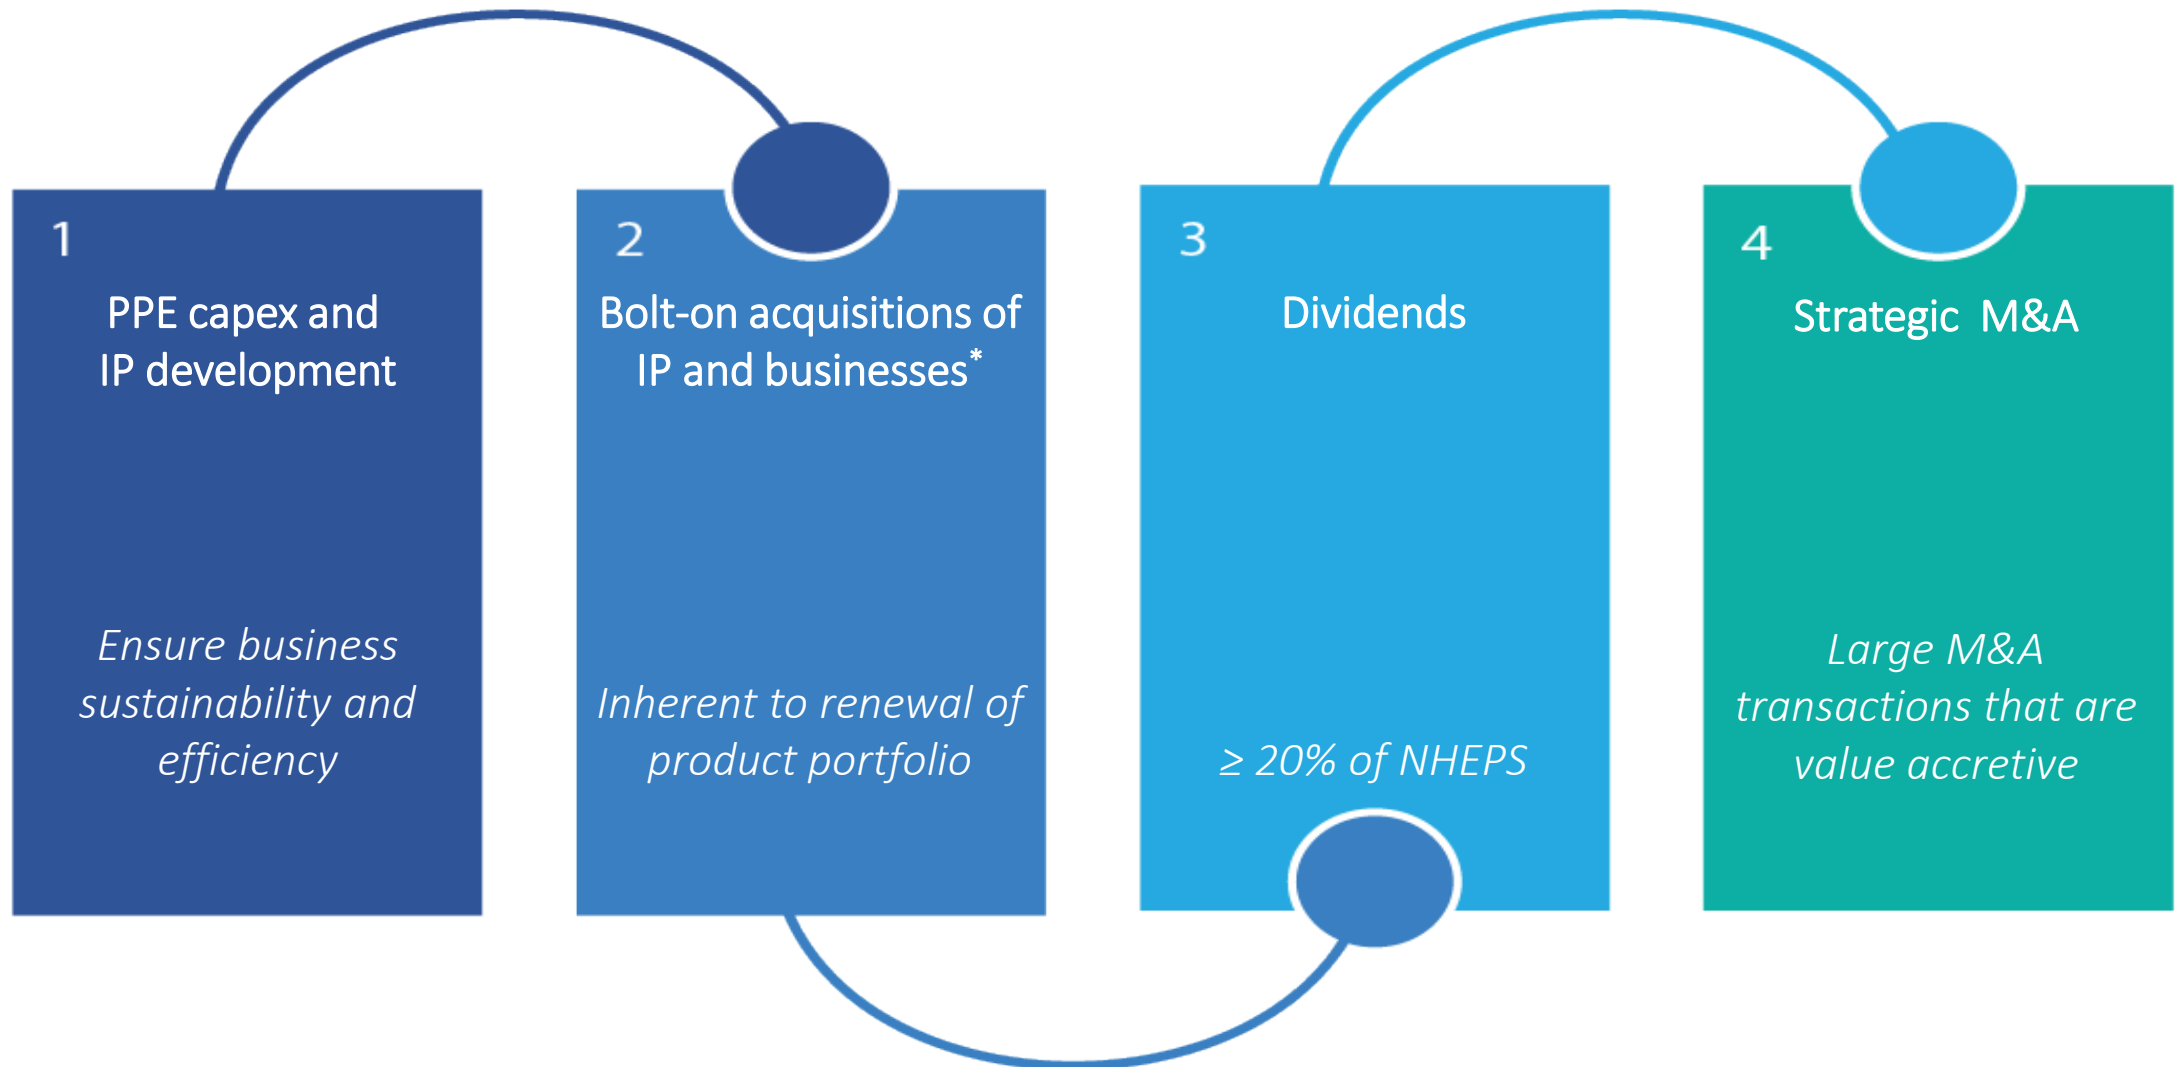 1
PPE capex and
IP development
Ensure business
sustainability and
efficiency
2
Bolt-on acquisitions of
IP and businesses*
Inherent to renewal of
product portfolio
3
Dividends
≥ 20% of NHEPS
4
Strategic  M&A
Large M&A
transactions that are
value accretive